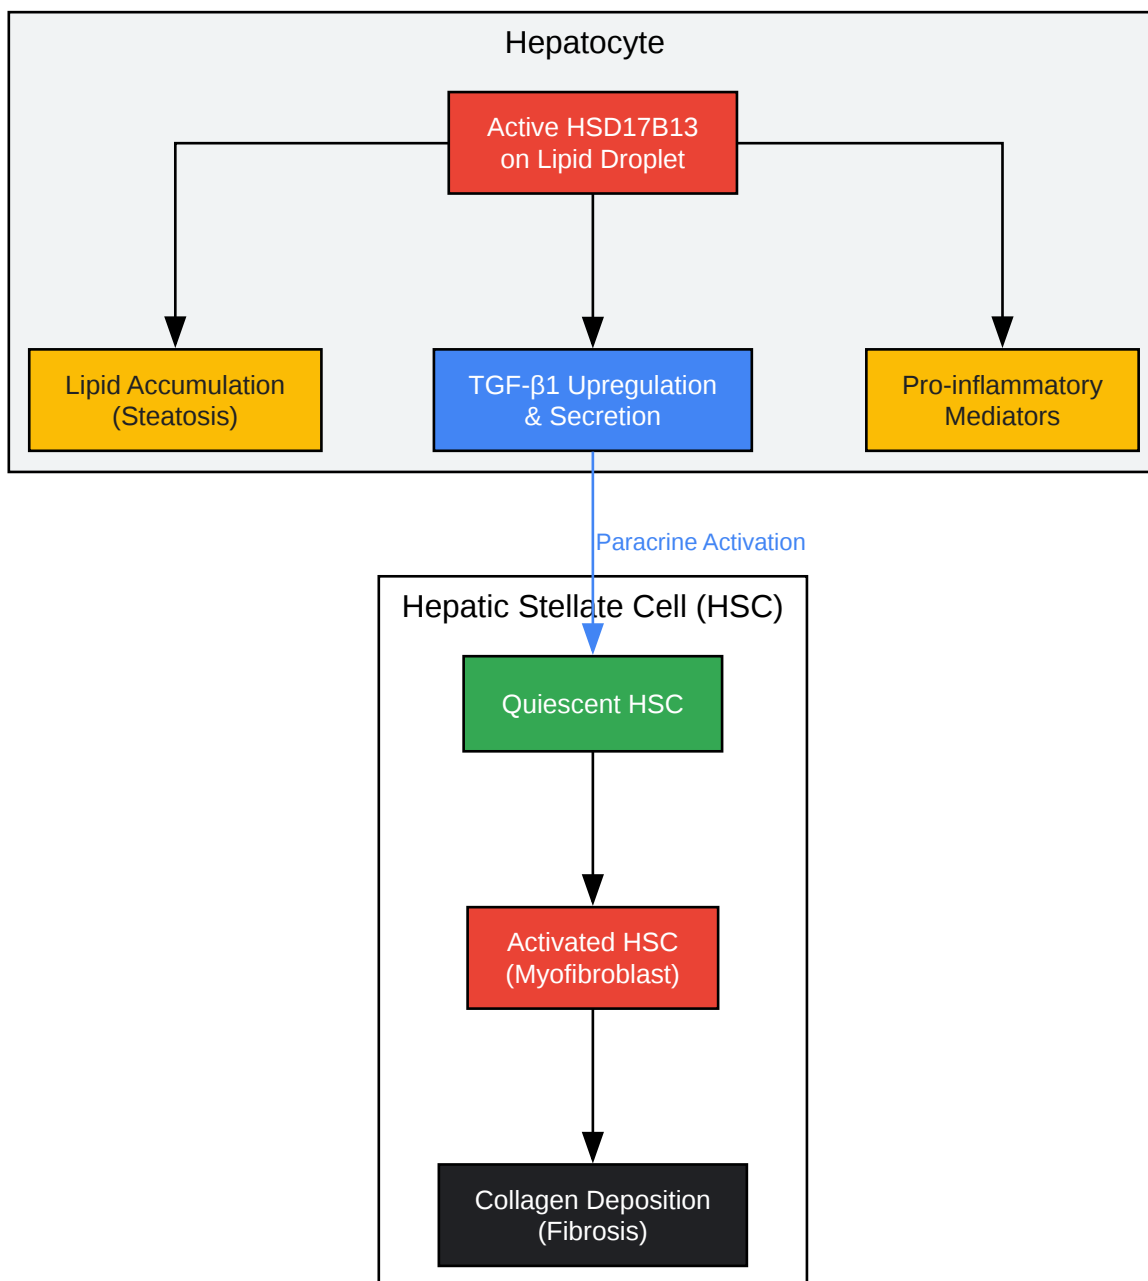 Hepatocyte
Active HSD17B13
on Lipid Droplet
Lipid Accumulation
(Steatosis)
TGF-β1 Upregulation
& Secretion
Pro-inflammatory
Mediators
Paracrine Activation
Hepatic Stellate Cell (HSC)
Quiescent HSC
Activated HSC
(Myofibroblast)
Collagen Deposition
(Fibrosis)